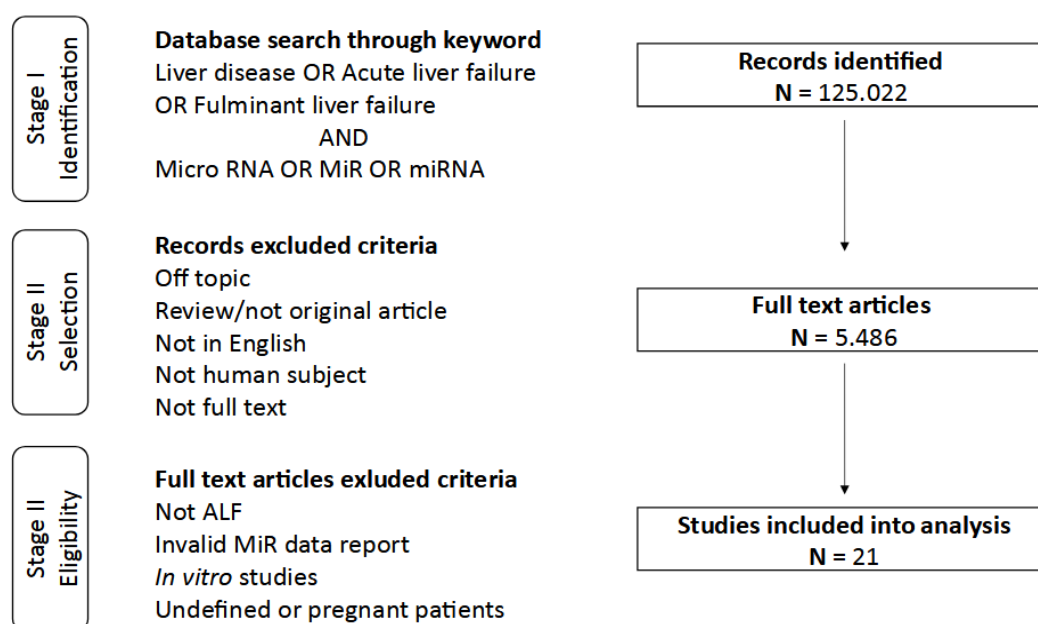 Stage I
Identification
Database search through keyword
Liver disease OR Acute liver failure
OR Fulminant liver failure
AND
Micro RNA OR MiR OR miRNA
Records identified
N = 125.022
Stage II
Selection
Records excluded criteria
Off topic
Review/not original article
Not in English
Not human subject
Not full text
Full text articles
N = 5.486
Stage II
Eligibility
Full text articles exluded criteria
Not ALF
Invalid MiR data report
In vitro studies
Undefined or pregnant patients
Studies included into analysis
N = 21